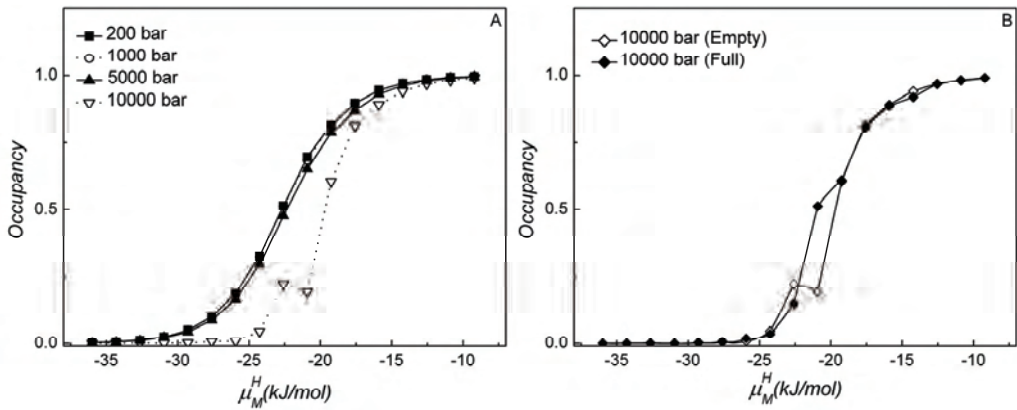 A
200 bar
1000 bar
5000 bar
10000 bar
1.0
0.5
0.0
Occupancy
-35 -30 -25 -20 -15 -10
μ_M^H (kJ/mol)
B
10000 bar (Empty)
10000 bar (Full)
1.0
0.5
0.0
Occupancy
-35 -30 -25 -20 -15 -10
μ_M^H (kJ/mol)